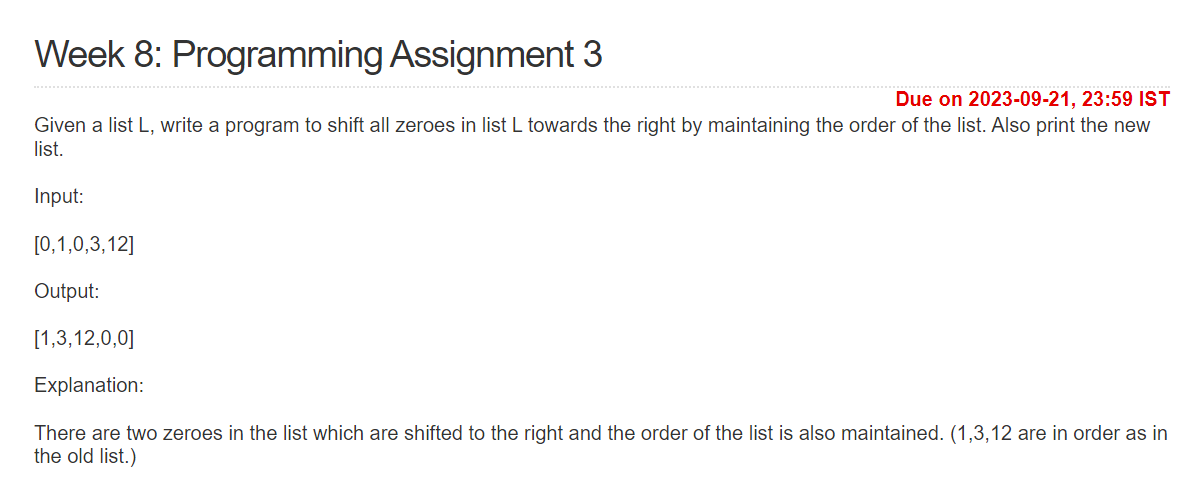 Week 8: Programming Assignment 3
Due on 2023-09-21, 23:59 IST
Given a list L, write a program to shift all zeroes in list L towards the right by maintaining the order of the list. Also print the new
list.
Input:
[0,1,0,3,12]
Output:
[1,3,12,0,0]
Explanation:
There are two zeroes in the list which are shifted to the right and the order of the list is also maintained. (1,3,12 are in order as in
the old list.)